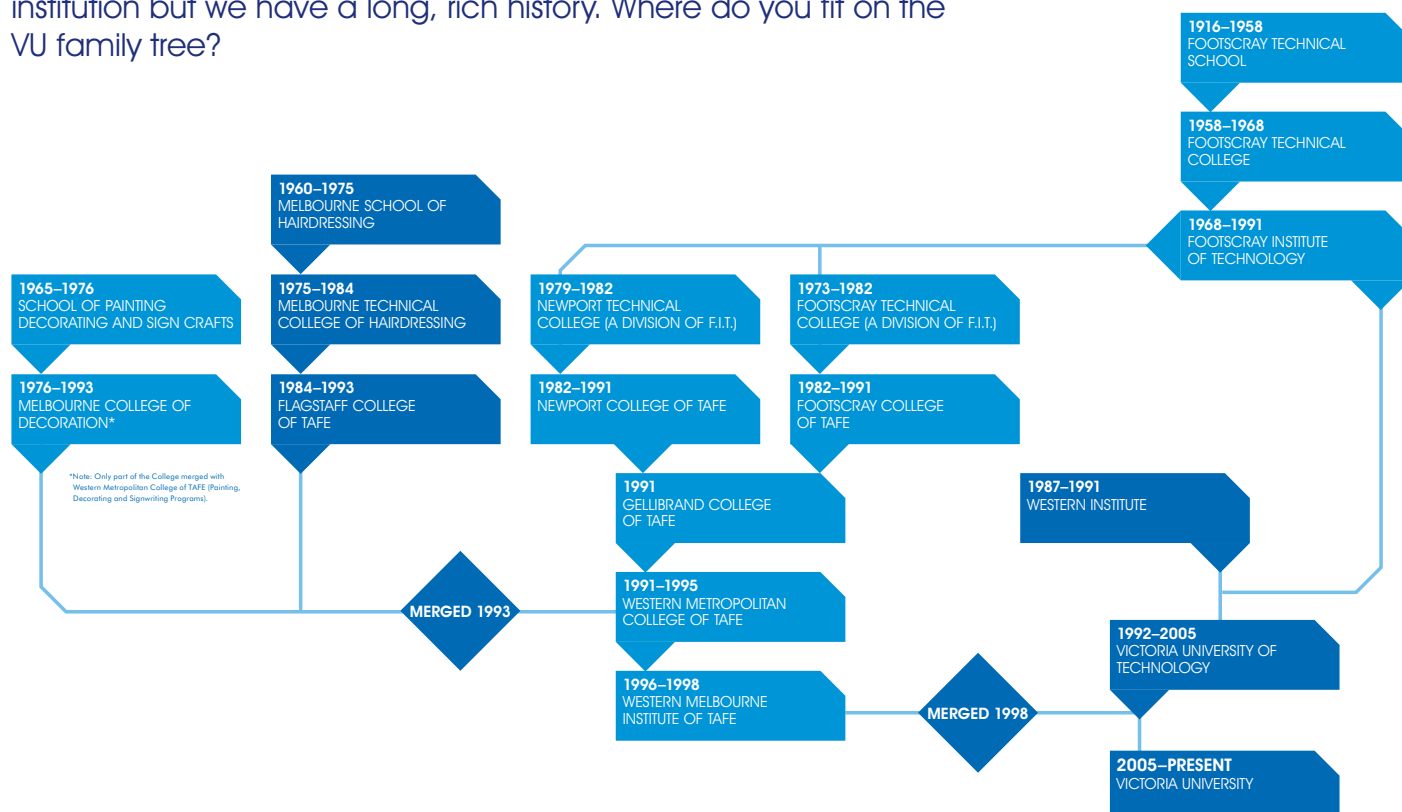 institution but we have a long, rich history. Where do you fit on the
VU family tree?
1916–1958
FOOTSCRAY TECHNICAL
SCHOOL
1958–1968
FOOTSCRAY TECHNICAL
COLLEGE
1968–1991
FOOTSCRAY INSTITUTE
OF TECHNOLOGY
1960–1975
MELBOURNE SCHOOL OF
HAIRDRESSING
1965–1976
SCHOOL OF PAINTING
DECORATING AND SIGN CRAFTS
1975–1984
MELBOURNE TECHNICAL
COLLEGE OF HAIRDRESSING
1979–1982
NEWPORT TECHNICAL
COLLEGE (A DIVISION OF F.I.T.)
1973–1982
FOOTSCRAY TECHNICAL
COLLEGE (A DIVISION OF F.I.T.)
1976–1993
MELBOURNE COLLEGE OF
DECORATION*
1984–1993
FLAGSTAFF COLLEGE
OF TAFE
1982–1991
NEWPORT COLLEGE OF TAFE
1982–1991
FOOTSCRAY COLLEGE
OF TAFE
*Note: Only part of the College merged with
Western Metropolitan College of TAFE (Painting,
Decorating and Signwriting Programs).
1991
GELLIBRAND COLLEGE
OF TAFE
1987–1991
WESTERN INSTITUTE
MERGED 1993
1991–1995
WESTERN METROPOLITAN
COLLEGE OF TAFE
1992–2005
VICTORIA UNIVERSITY OF
TECHNOLOGY
1996–1998
WESTERN MELBOURNE
INSTITUTE OF TAFE
MERGED 1998
2005–PRESENT
VICTORIA UNIVERSITY